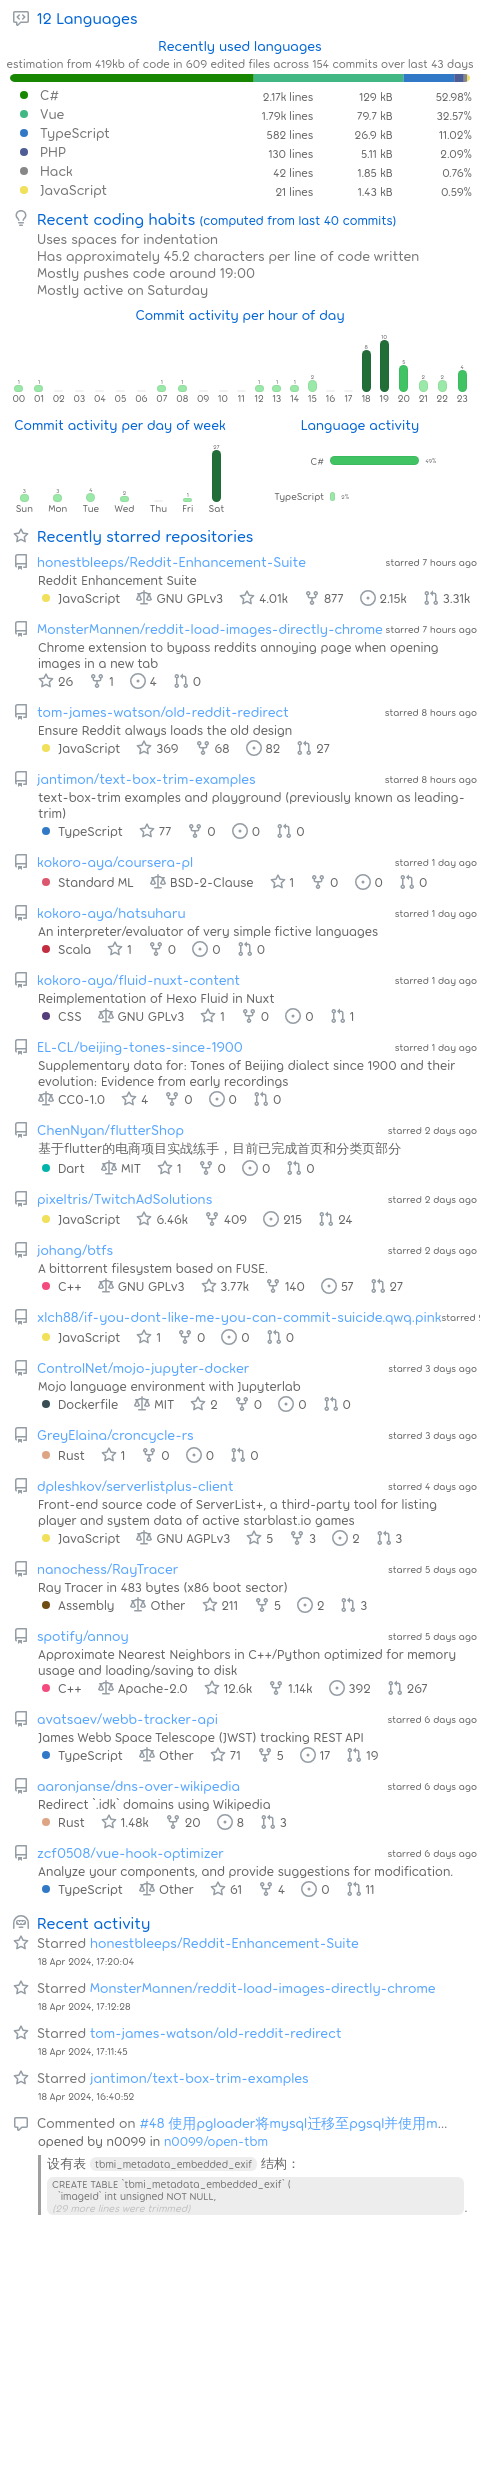 12 Languages
Recently used languages
estimation from 419kb of code in 609 edited files across 154 commits over last 43 days
C# 2.17k lines 129 kB 52.98%
Vue 1.79k lines 79.7 kB 32.57%
TypeScript 582 lines 26.9 kB 11.02%
PHP 130 lines 5.11 kB 2.09%
Hack 42 lines 1.85 kB 0.76%
JavaScript 21 lines 1.43 kB 0.59%
Recent coding habits (computed from last 40 commits)
Uses spaces for indentation
Has approximately 45.2 characters per line of code written
Mostly pushes code around 19:00
Mostly active on Saturday
Commit activity per hour of day
1 1 1 1 1 1 1 2 8 10 5 2 2 4
00 01 02 03 04 05 06 07 08 09 10 11 12 13 14 15 16 17 18 19 20 21 22 23
Commit activity per day of week
3 3 4 2 1 27
Sun Mon Tue Wed Thu Fri Sat
Language activity
C# 49%
TypeScript 2%
Recently starred repositories
honestbleeps/Reddit-Enhancement-Suite starred 7 hours ago
Reddit Enhancement Suite
JavaScript GNU GPLv3 4.01k 877 2.15k 3.31k
MonsterMannen/reddit-load-images-directly-chrome starred 7 hours ago
Chrome extension to bypass reddits annoying page when opening
images in a new tab
26 1 4 0
tom-james-watson/old-reddit-redirect starred 8 hours ago
Ensure Reddit always loads the old design
JavaScript 369 68 82 27
jantimon/text-box-trim-examples starred 8 hours ago
text-box-trim examples and playground (previously known as leading-
trim)
TypeScript 77 0 0 0
kokoro-aya/coursera-pl starred 1 day ago
Standard ML BSD-2-Clause 1 0 0 0
kokoro-aya/hatsuharu starred 1 day ago
An interpreter/evaluator of very simple fictive languages
Scala 1 0 0 0
kokoro-aya/fluid-nuxt-content starred 1 day ago
Reimplementation of Hexo Fluid in Nuxt
CSS GNU GPLv3 1 0 0 1
EL-CL/beijing-tones-since-1900 starred 1 day ago
Supplementary data for: Tones of Beijing dialect since 1900 and their
evolution: Evidence from early recordings
CC0-1.0 4 0 0 0
ChenNyan/flutterShop starred 2 days ago
基于flutter的电商项目实战练手，目前已完成首页和分类页部分
Dart MIT 1 0 0 0
pixeltris/TwitchAdSolutions starred 2 days ago
JavaScript 6.46k 409 215 24
johang/btfs starred 2 days ago
A bittorrent filesystem based on FUSE.
C++ GNU GPLv3 3.77k 140 57 27
xlch88/if-you-dont-like-me-you-can-commit-suicide.qwq.pink starred
JavaScript 1 0 0 0
ControlNet/mojo-jupyter-docker starred 3 days ago
Mojo language environment with Jupyterlab
Dockerfile MIT 2 0 0 0
GreyElaina/croncycle-rs starred 3 days ago
Rust 1 0 0 0
dpleshkov/serverlistplus-client starred 4 days ago
Front-end source code of ServerList+, a third-party tool for listing
player and system data of active starblast.io games
JavaScript GNU AGPLv3 5 3 2 3
nanochess/RayTracer starred 5 days ago
Ray Tracer in 483 bytes (x86 boot sector)
Assembly Other 211 5 2 3
spotify/annoy starred 5 days ago
Approximate Nearest Neighbors in C++/Python optimized for memory
usage and loading/saving to disk
C++ Apache-2.0 12.6k 1.14k 392 267
avatsaev/webb-tracker-api starred 6 days ago
James Webb Space Telescope (JWST) tracking REST API
TypeScript Other 71 5 17 19
aaronjanse/dns-over-wikipedia starred 6 days ago
Redirect `.idk` domains using Wikipedia
Rust 1.48k 20 8 3
zcf0508/vue-hook-optimizer starred 6 days ago
Analyze your components, and provide suggestions for modification.
TypeScript Other 61 4 0 11
Recent activity
Starred honestbleeps/Reddit-Enhancement-Suite
18 Apr 2024, 17:20:04
Starred MonsterMannen/reddit-load-images-directly-chrome
18 Apr 2024, 17:12:28
Starred tom-james-watson/old-reddit-redirect
18 Apr 2024, 17:11:45
Starred jantimon/text-box-trim-examples
18 Apr 2024, 16:40:52
Commented on #48 使用pgloader将mysql迁移至pgsql并使用m...
opened by n0099 in n0099/open-tbm
设有表 tbmi_metadata_embedded_exif 结构：
CREATE TABLE `tbmi_metadata_embedded_exif` (
`imageId` int unsigned NOT NULL,
(29 more lines were trimmed)
.